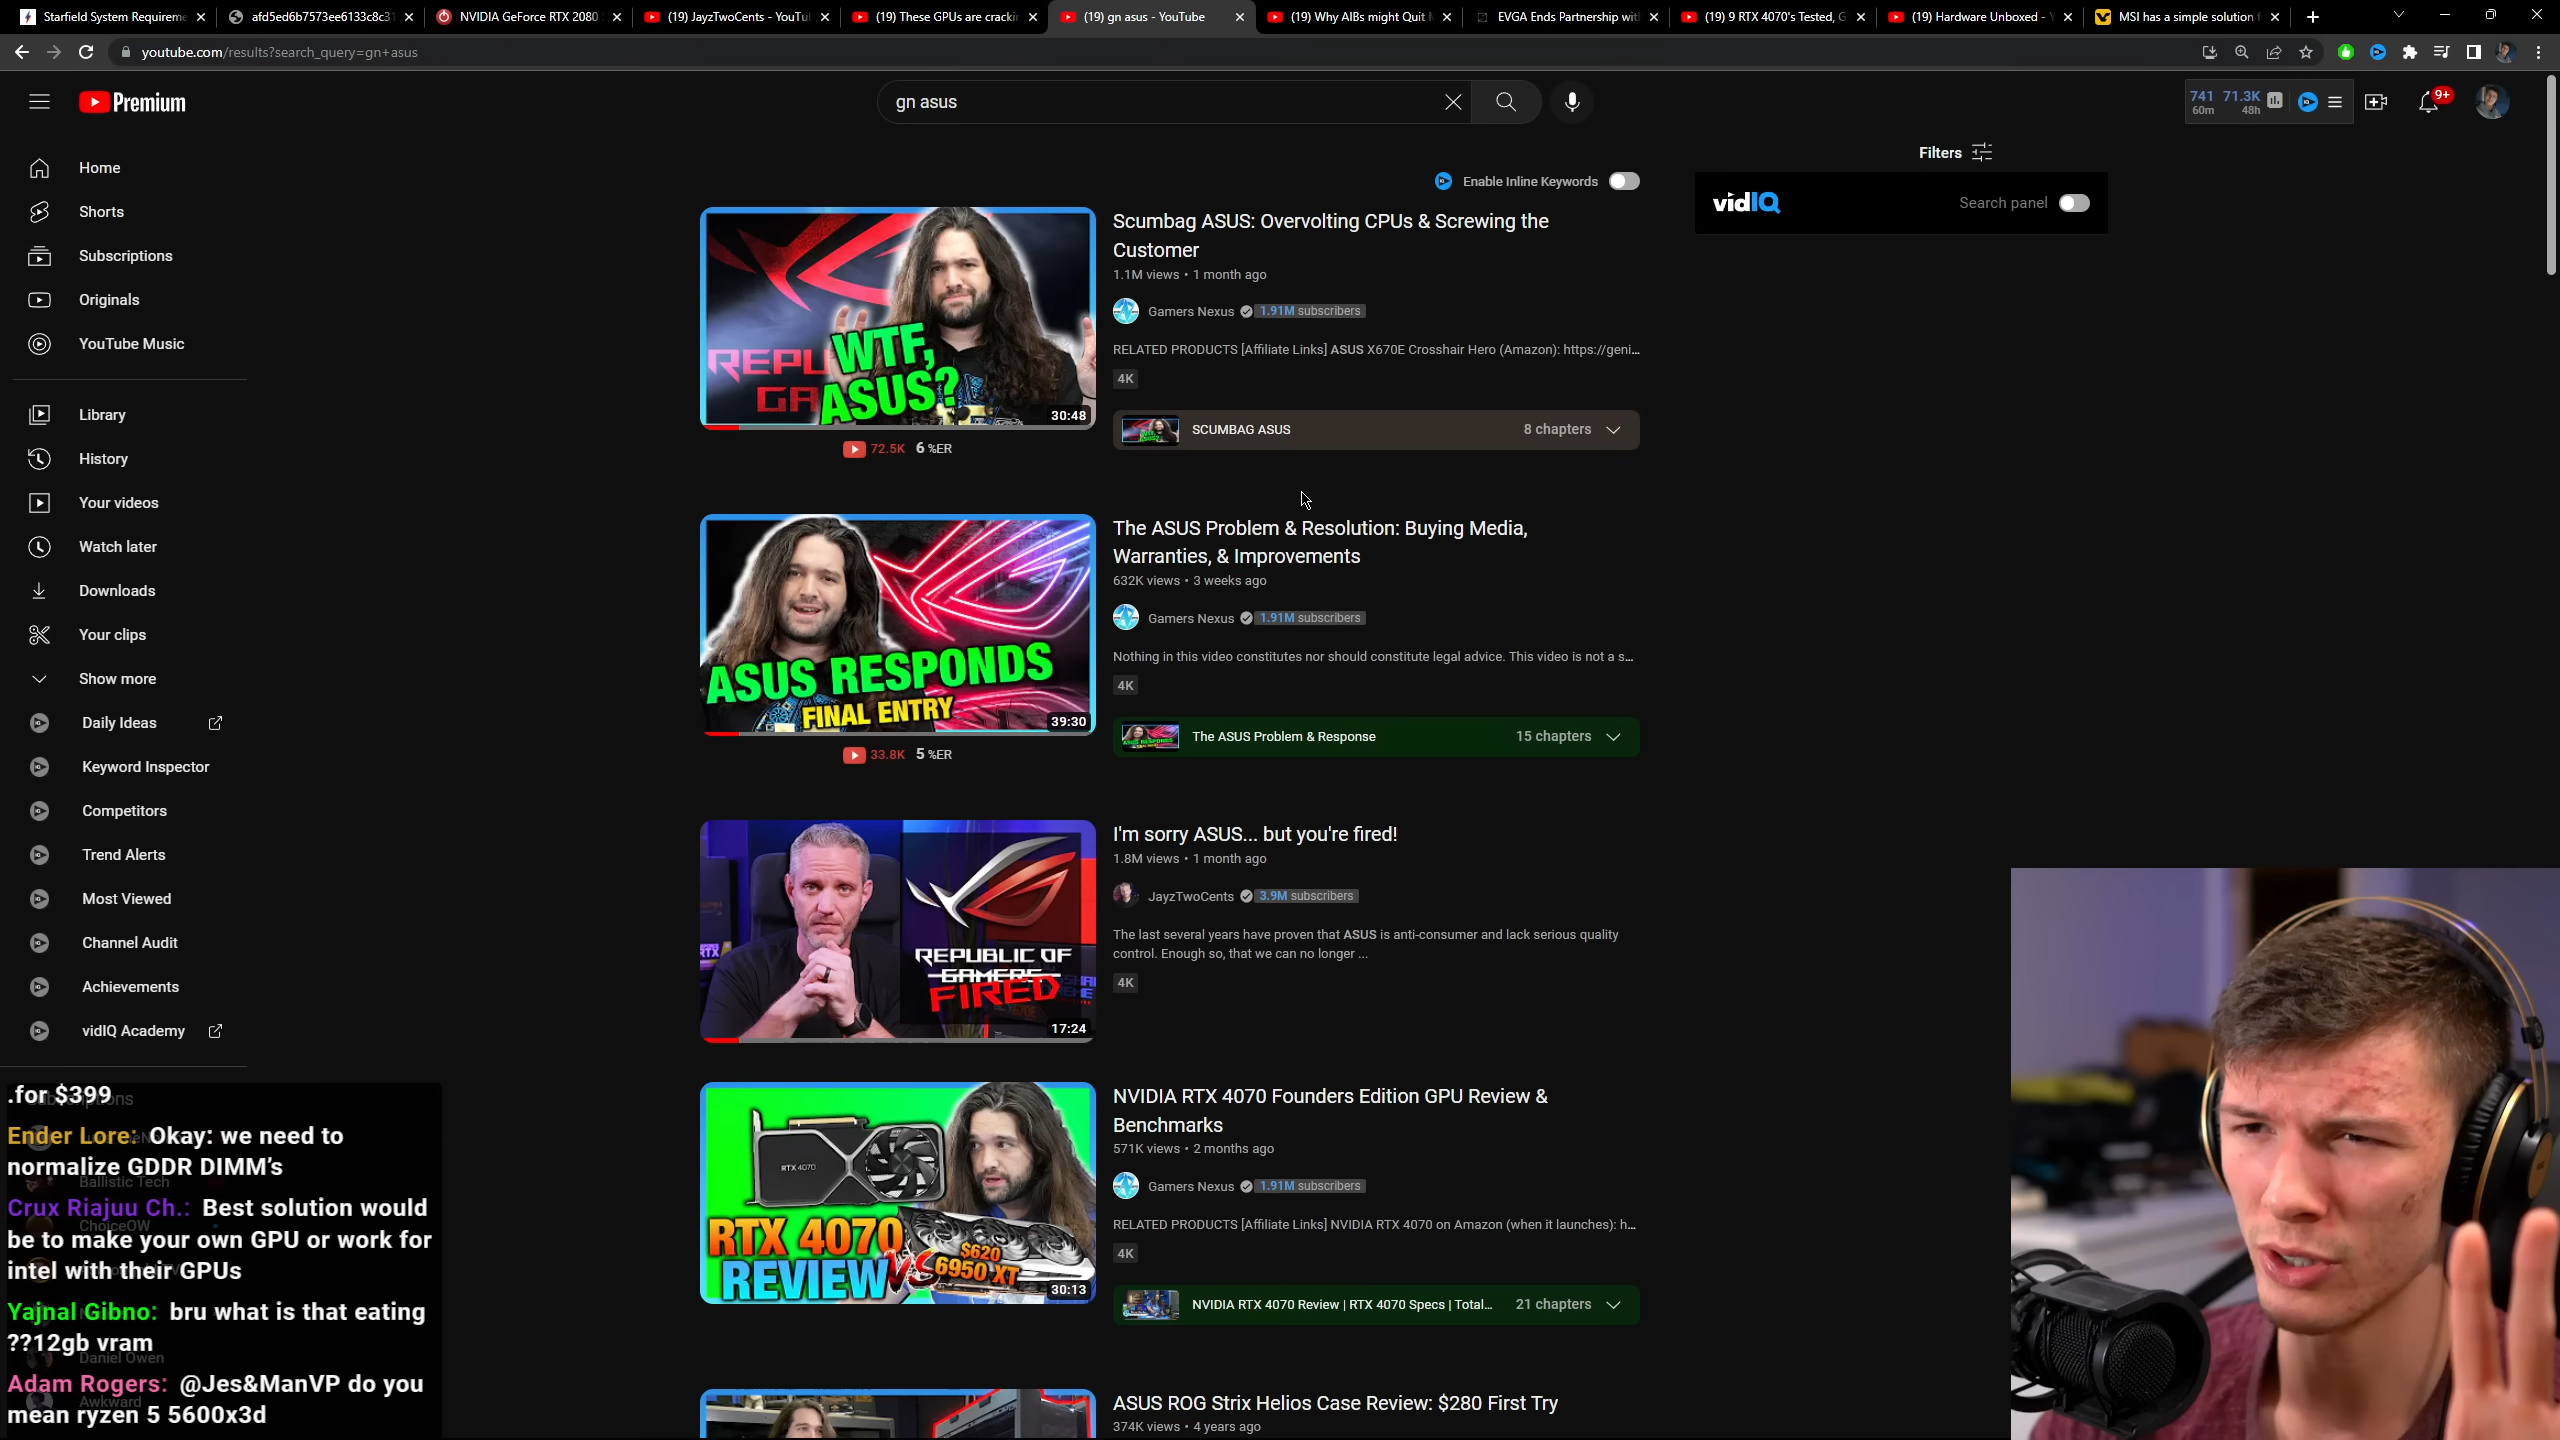 Starfield System Requireme
afd5ed6b7573ee6133c8c31
NVIDIA GeForce RTX 2080
(19) JayzTwoCents - YouTu
(19) These GPUs are crackin
(19) gn asus - YouTube
(19) Why AIBs might Quit
EVGA Ends Partnership wit
(19) 9 RTX 4070's Tested, G
(19) Hardware Unboxed -
MSI has a simple solution f
youtube.com/results?search_query=gn+asus
Premium
gn asus
741 71.3K
60m 48h
9+
Home
Shorts
Subscriptions
Originals
YouTube Music
Library
History
Your videos
Watch later
Downloads
Your clips
Show more
Daily Ideas
Keyword Inspector
Competitors
Trend Alerts
Most Viewed
Channel Audit
Achievements
vidIQ Academy
Filters
Enable Inline Keywords
vidIQ
Search panel
WTF,
ASUS?
30:48
72.5K 6 %ER
Scumbag ASUS: Overvolting CPUs & Screwing the
Customer
1.1M views • 1 month ago
Gamers Nexus 1.91M subscribers
RELATED PRODUCTS [Affiliate Links] ASUS X670E Crosshair Hero (Amazon): https://geni...
4K
SCUMBAG ASUS 8 chapters
ASUS RESPONDS
FINAL ENTRY
39:30
33.8K 5 %ER
The ASUS Problem & Resolution: Buying Media,
Warranties, & Improvements
632K views • 3 weeks ago
Gamers Nexus 1.91M subscribers
Nothing in this video constitutes nor should constitute legal advice. This video is not a s...
4K
The ASUS Problem & Response 15 chapters
REPUBLIC OF
GAMERS
FIRED
17:24
I'm sorry ASUS... but you're fired!
1.8M views • 1 month ago
JayzTwoCents 3.9M subscribers
The last several years have proven that ASUS is anti-consumer and lack serious quality
control. Enough so, that we can no longer ...
4K
RTX 4070
RTX 4070
REVIEW VS
$620
6950 XT
30:13
NVIDIA RTX 4070 Founders Edition GPU Review &
Benchmarks
571K views • 2 months ago
Gamers Nexus 1.91M subscribers
RELATED PRODUCTS [Affiliate Links] NVIDIA RTX 4070 on Amazon (when it launches): h...
4K
NVIDIA RTX 4070 Review | RTX 4070 Specs | Total... 21 chapters
ASUS ROG Strix Helios Case Review: $280 First Try
374K views • 4 years ago
.for $399
Ender Lore: Okay: we need to
normalize GDDR DIMM's
Ballistic Tech
Crux Riajuu Ch.: Best solution would
ChoiceOW
be to make your own GPU or work for
intel with their GPUs
Yajnal Gibno: bru what is that eating
??12gb vram
Daniel Owen
Adam Rogers: @Jes&ManVP do you
Awkward
mean ryzen 5 5600x3d